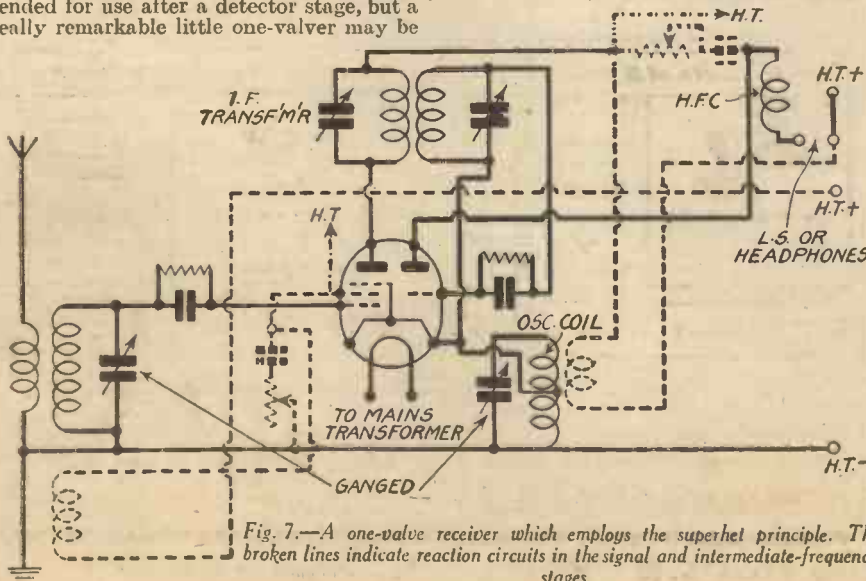 ended for use after a detector stage, but a
eally remarkable little one-valver may be
H.T.
I.F.
TRANSF'M'R
H.F.C
H.T.+
H.T.
H.T.+
L.S. OR
HEADPHONES
OSC. COIL
TO MAINS
TRANSFORMER
GANGED
H.T.-
Fig. 7.—A one-valve receiver which employs the superhet principle. Th
broken lines indicate reaction circuits in the signal and intermediate-frequenc
stages.